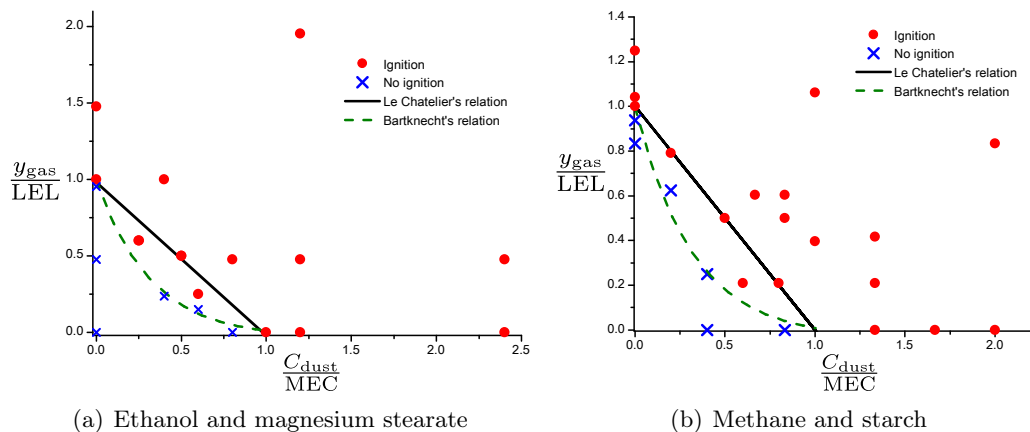 2.0
1.5
1.0
0.5
0.0
y_gas
LEL
Ignition
No ignition
Le Chatelier's relation
Bartknecht's relation
0.0 0.5 1.0 1.5 2.0 2.5
C_dust
MEC
(a) Ethanol and magnesium stearate
1.4
1.2
1.0
0.8
0.6
0.4
0.2
0.0
y_gas
LEL
Ignition
No ignition
Le Chatelier's relation
Bartknecht's relation
0.0 0.5 1.0 1.5 2.0
C_dust
MEC
(b) Methane and starch